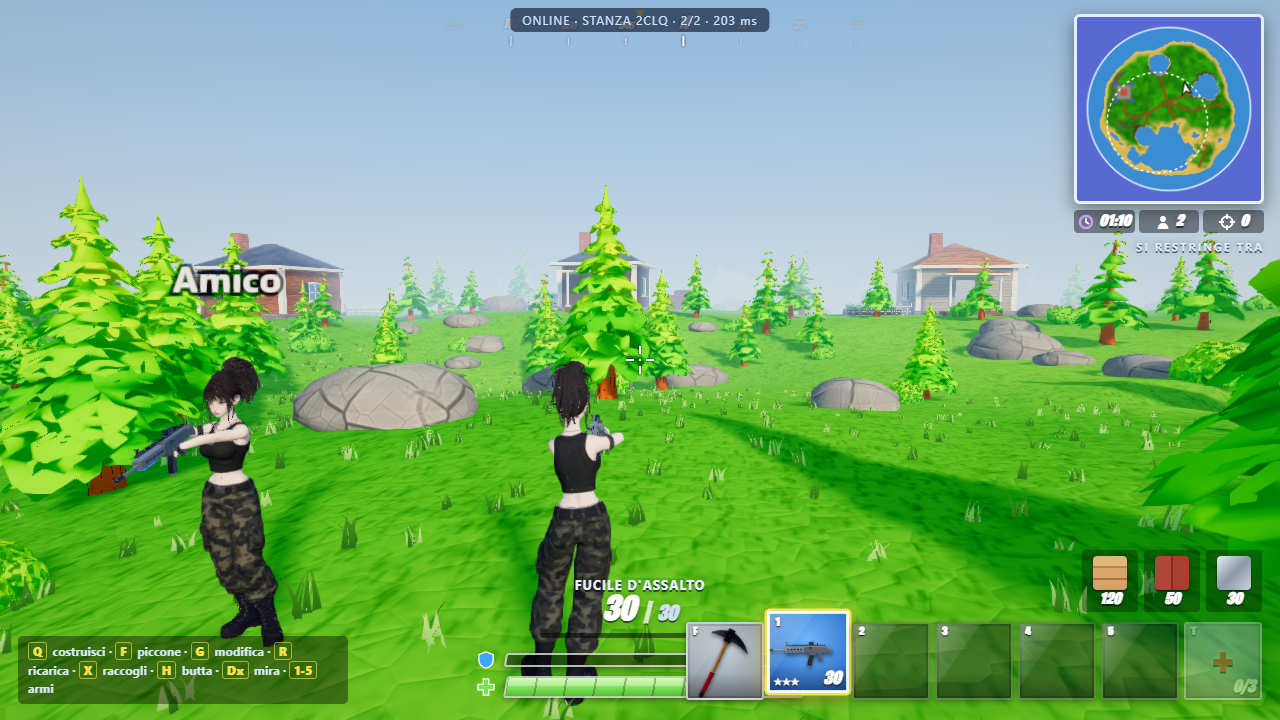 ONLINE · STANZA 2CLQ · 2/2 · 203 ms
01:10 2 0
SI RESTRINGE TRA
Amico
FUCILE D'ASSALTO
30 / 30
120 50 30
Q costruisci · F piccone · G modifica · R
ricarica · X raccogli · H butta · Dx mira · 1-5
armi
F 1 2 3 4 5 T
30 0/3